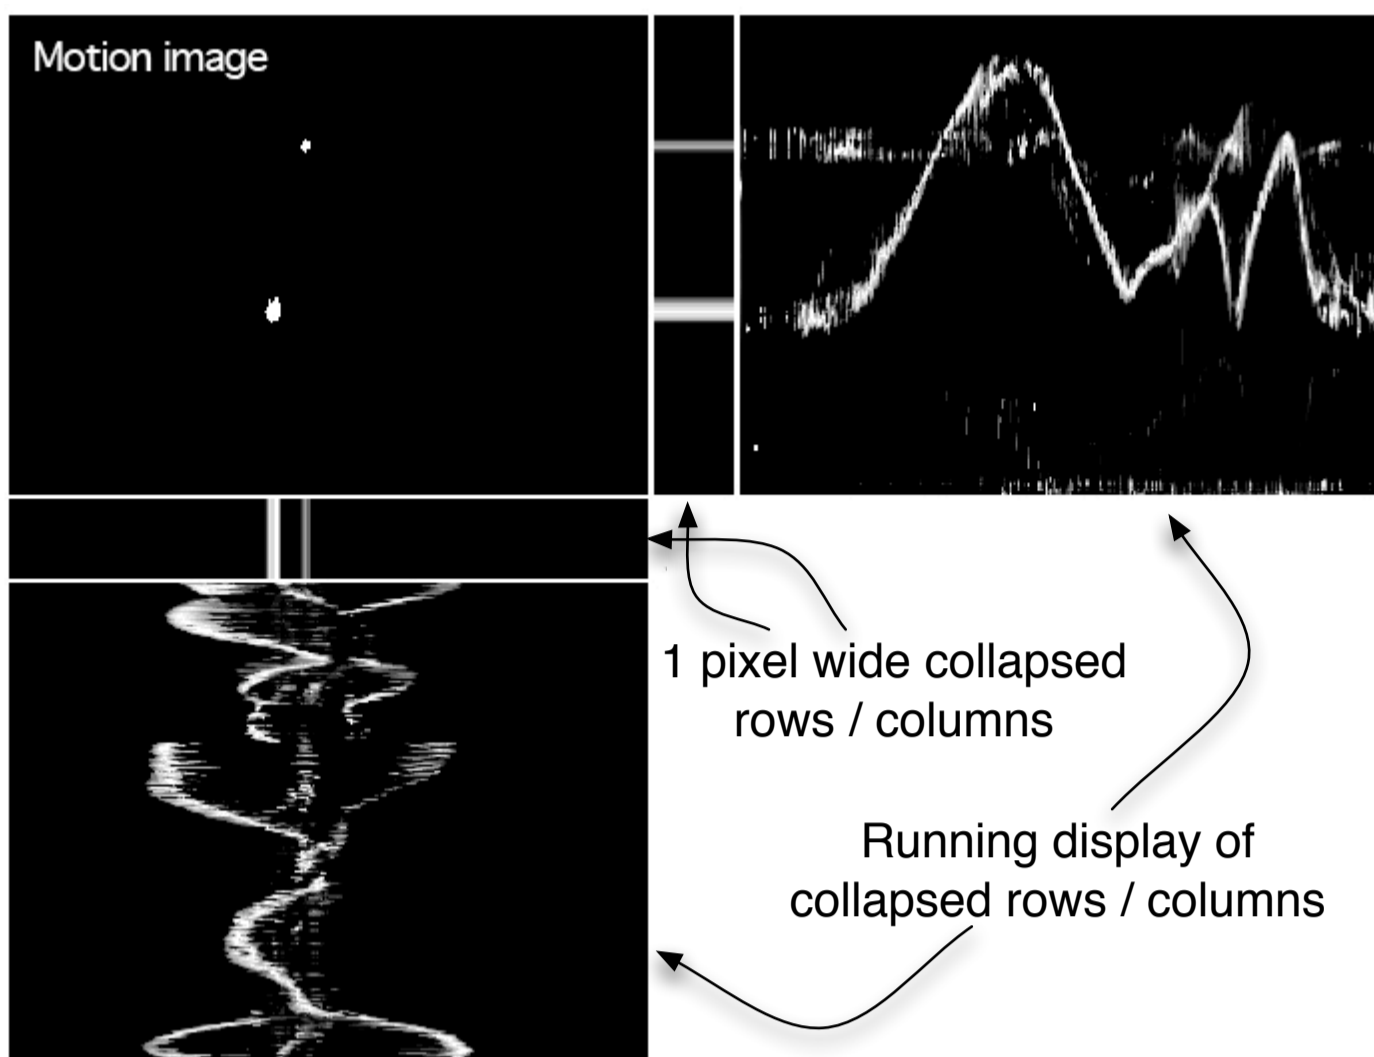 Motion image
1 pixel wide collapsed
rows / columns
Running display of
collapsed rows / columns